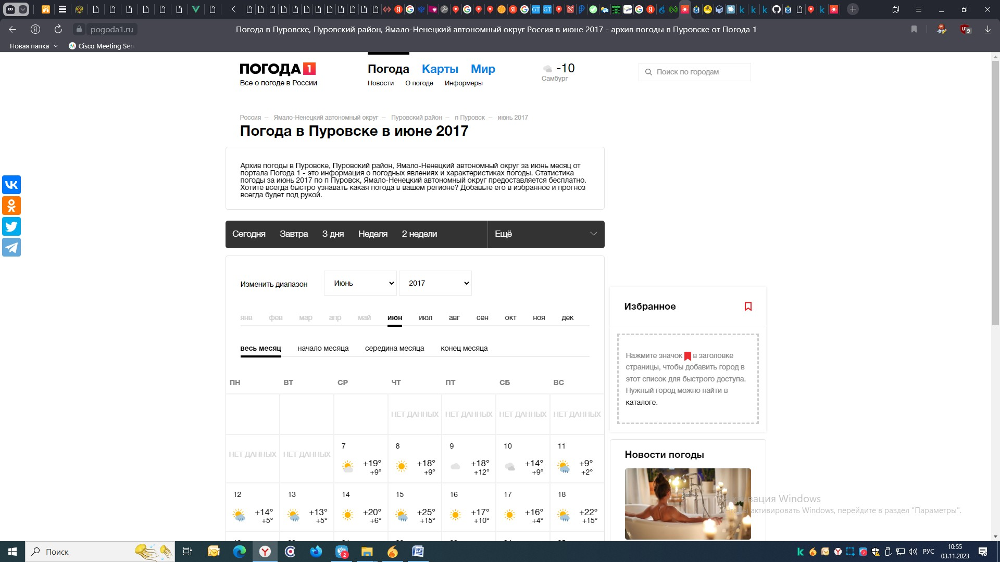 pogoda1.ru
Погода в Пуровске, Пуровский район, Ямало-Ненецкий автономный округ Россия в июне 2017 - архив погоды в Пуровске от Погода 1
Новая папка
Cisco Meeting Ser
ПОГОДА 1
Все о погоде в России
Погода Карты Мир
Новости О погоде Информеры
-10
Самбург
Поиск по городам
Россия – Ямало-Ненецкий автономный округ – Пуровский район – п Пуровск – июнь 2017
Погода в Пуровске в июне 2017
Архив погоды в Пуровске, Пуровский район, Ямало-Ненецкий автономный округ за июнь месяц от
портала Погода 1 - это информация о погодных явлениях и характеристиках погоды. Статистика
погоды за июнь 2017 по п Пуровск, Ямало-Ненецкий автономный округ предоставляется бесплатно.
Хотите всегда быстро узнавать какая погода в вашем регионе? Добавьте его в избранное и прогноз
всегда будет под рукой.
Сегодня Завтра 3 дня Неделя 2 недели Ещё
Изменить диапазон Июнь 2017
янв фев мар апр май июн июл авг сен окт ноя дек
весь месяц начало месяца середина месяца конец месяца
ПН ВТ СР ЧТ ПТ СБ ВС
НЕТ ДАННЫХ НЕТ ДАННЫХ НЕТ ДАННЫХ НЕТ ДАННЫХ
НЕТ ДАННЫХ НЕТ ДАННЫХ
7 8 9 10 11
+19° +18° +18° +14° +9°
+9° +9° +12° +9° +2°
12 13 14 15 16 17 18
+14° +13° +20° +25° +17° +16° +22°
+5° +5° +6° +15° +10° +4° +15°
Избранное
Нажмите значок в заголовке
страницы, чтобы добавить город в
этот список для быстрого доступа.
Нужный город можно найти в
каталоге.
Новости погоды
Windows
активировать Windows, перейдите в раздел "Параметры".
Поиск
2
РУС
10:55
03.11.2023